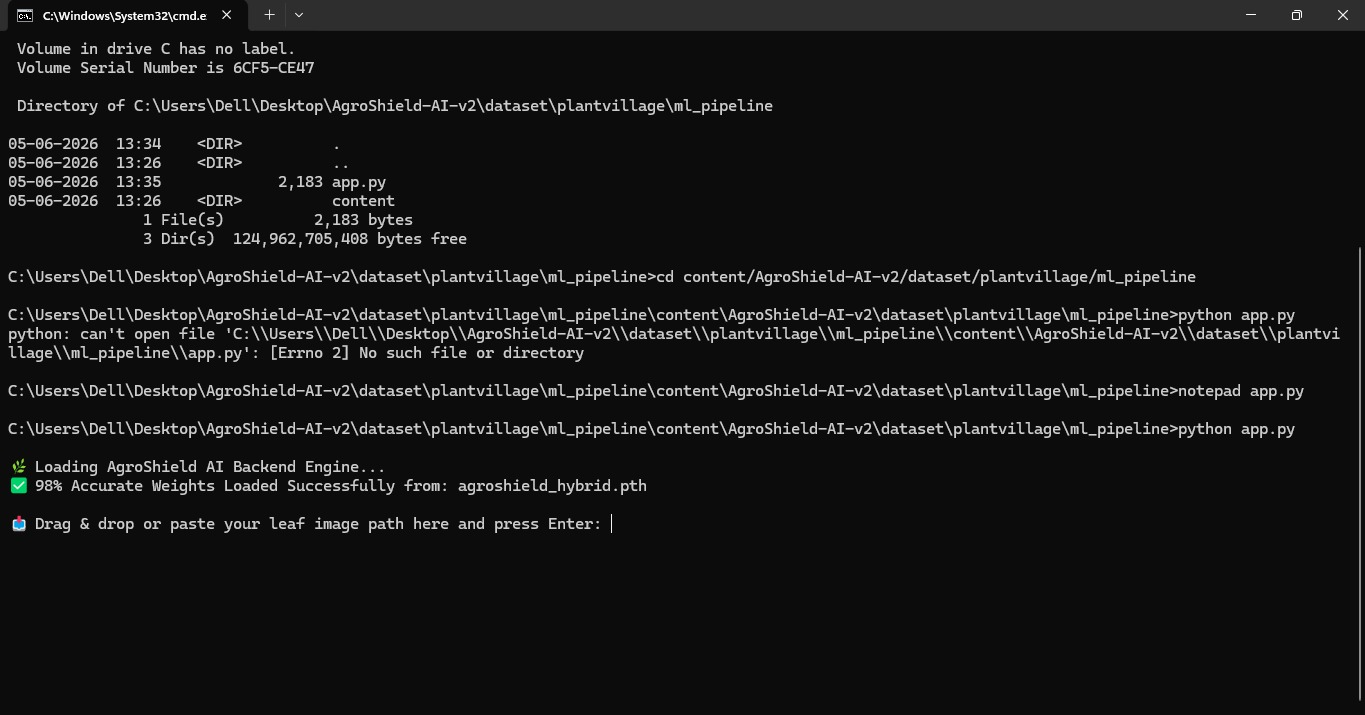 C:\Windows\System32\cmd.e
Volume in drive C has no label.
Volume Serial Number is 6CF5-CE47
Directory of C:\Users\Dell\Desktop\AgroShield-AI-v2\dataset\plantvillage\ml_pipeline
05-06-2026  13:34    <DIR>          .
05-06-2026  13:26    <DIR>          ..
05-06-2026  13:35             2,183 app.py
05-06-2026  13:26    <DIR>          content
1 File(s)          2,183 bytes
3 Dir(s)  124,962,705,408 bytes free
C:\Users\Dell\Desktop\AgroShield-AI-v2\dataset\plantvillage\ml_pipeline>cd content/AgroShield-AI-v2/dataset/plantvillage/ml_pipeline
C:\Users\Dell\Desktop\AgroShield-AI-v2\dataset\plantvillage\ml_pipeline\content\AgroShield-AI-v2\dataset\plantvillage\ml_pipeline>python app.py
python: can't open file 'C:\\Users\\Dell\\Desktop\\AgroShield-AI-v2\\dataset\\plantvillage\\ml_pipeline\\content\\AgroShield-AI-v2\\dataset\\plantvi
llage\\ml_pipeline\\app.py': [Errno 2] No such file or directory
C:\Users\Dell\Desktop\AgroShield-AI-v2\dataset\plantvillage\ml_pipeline\content\AgroShield-AI-v2\dataset\plantvillage\ml_pipeline>notepad app.py
C:\Users\Dell\Desktop\AgroShield-AI-v2\dataset\plantvillage\ml_pipeline\content\AgroShield-AI-v2\dataset\plantvillage\ml_pipeline>python app.py
🌿 Loading AgroShield AI Backend Engine...
✅ 98% Accurate Weights Loaded Successfully from: agroshield_hybrid.pth
📥 Drag & drop or paste your leaf image path here and press Enter: